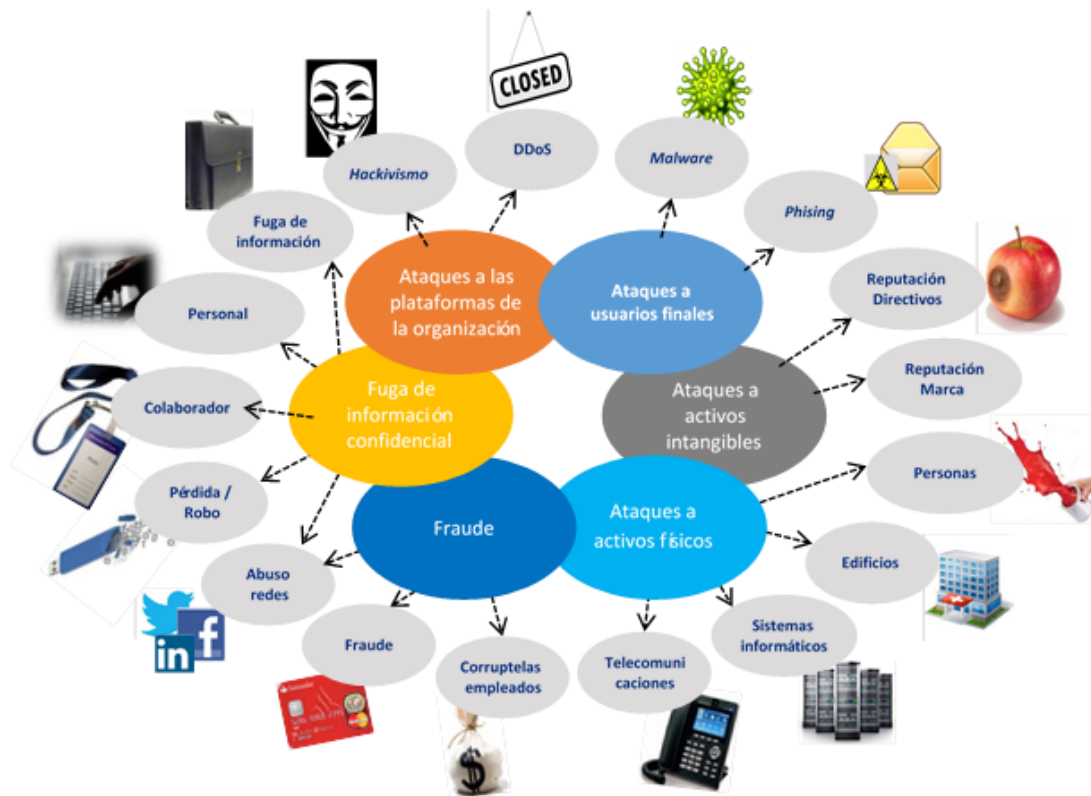 CLOSED
DDoS
Malware
Hackivismo
Phising
Fuga de
información
Ataques a las
plataformas de
la organización
Ataques a
usuarios finales
Reputación
Directivos
Personal
Fuga de
información
confidencial
Ataques a
activos
intangibles
Reputación
Marca
Colaborador
Personas
Pérdida /
Robo
Fraude
Ataques a
activos físicos
Edificios
Abuso
redes
Sistemas
informáticos
Fraude
Corruptelas
empleados
Telecomuni
caciones
in
f
Santander
$